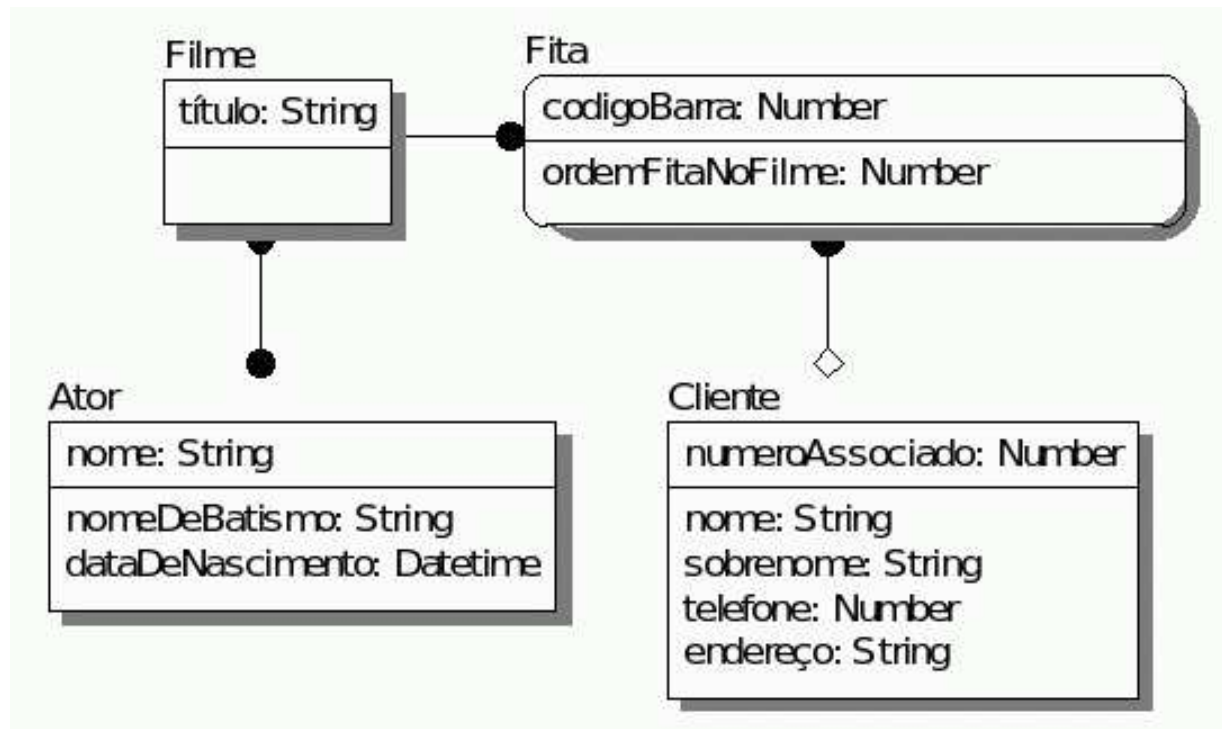 Filme
título: String
Fita
codigoBarra: Number
ordemFitaNoFilme: Number
Ator
nome: String
nomeDeBatismo: String
dataDeNascimento: Datetime
Cliente
numeroAssociado: Number
nome: String
sobrenome: String
telefone: Number
endereço: String